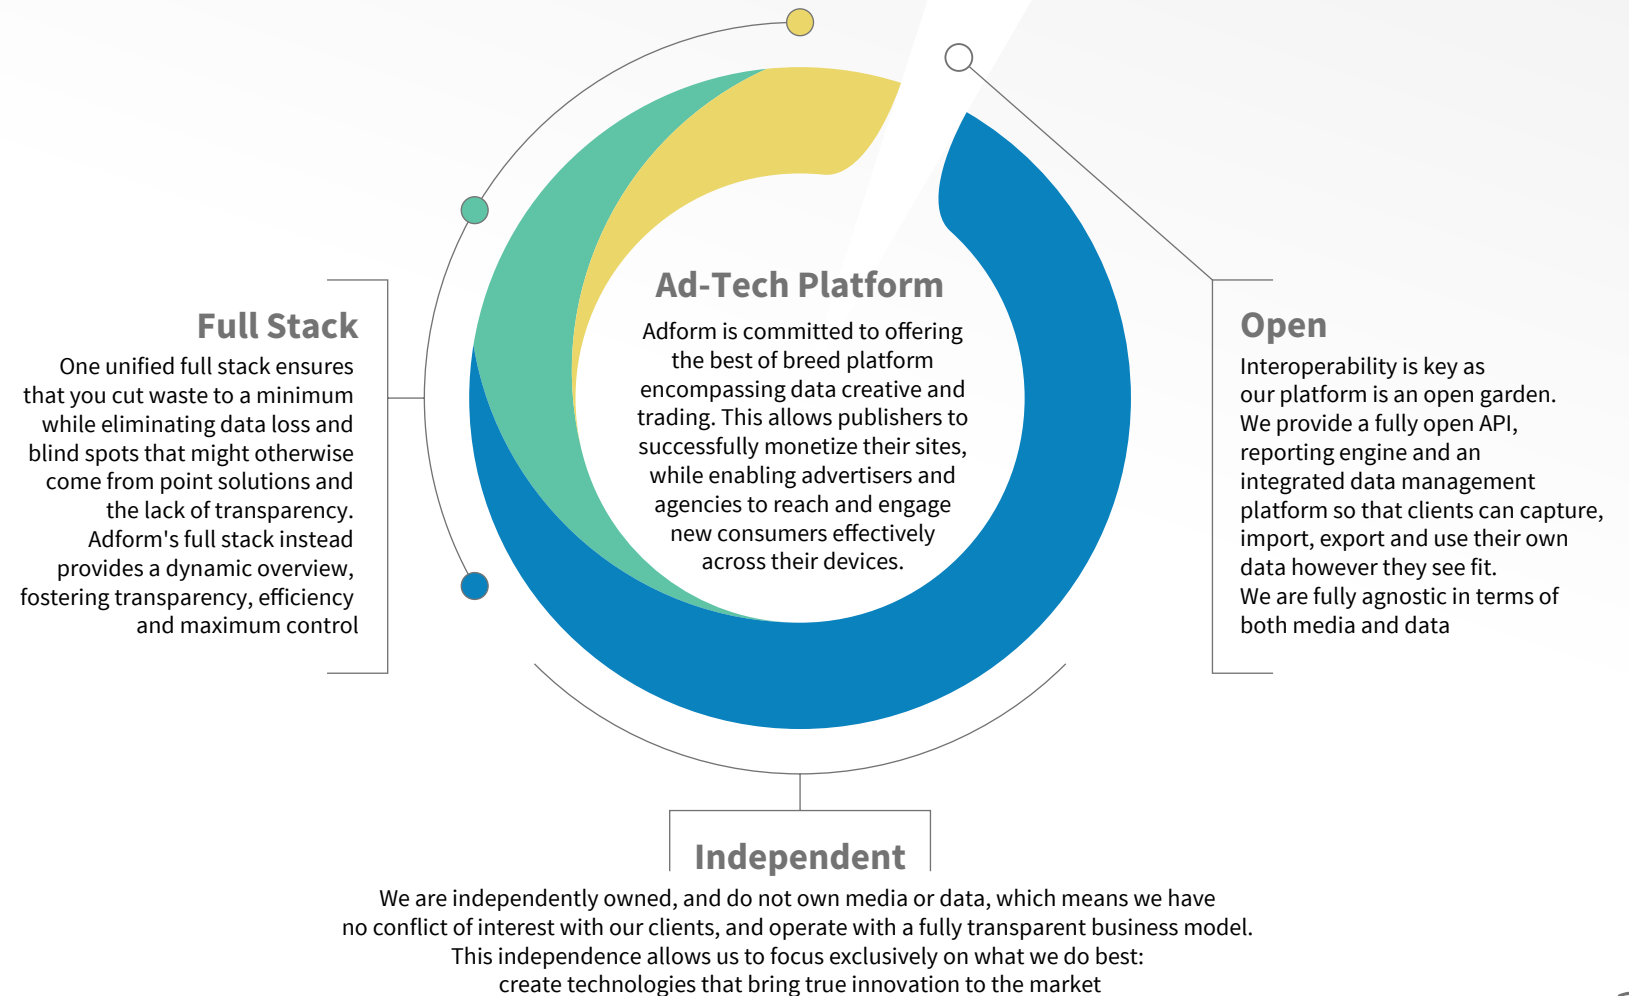 Ad-Tech Platform
Adform is committed to offering
the best of breed platform
encompassing data creative and
trading. This allows publishers to
successfully monetize their sites,
while enabling advertisers and
agencies to reach and engage
new consumers effectively
across their devices.
Full Stack
One unified full stack ensures
that you cut waste to a minimum
while eliminating data loss and
blind spots that might otherwise
come from point solutions and
the lack of transparency.
Adform's full stack instead
provides a dynamic overview,
fostering transparency, efficiency
and maximum control
Open
Interoperability is key as
our platform is an open garden.
We provide a fully open API,
reporting engine and an
integrated data management
platform so that clients can capture,
import, export and use their own
data however they see fit.
We are fully agnostic in terms of
both media and data
Independent
We are independently owned, and do not own media or data, which means we have
no conflict of interest with our clients, and operate with a fully transparent business model.
This independence allows us to focus exclusively on what we do best:
create technologies that bring true innovation to the market